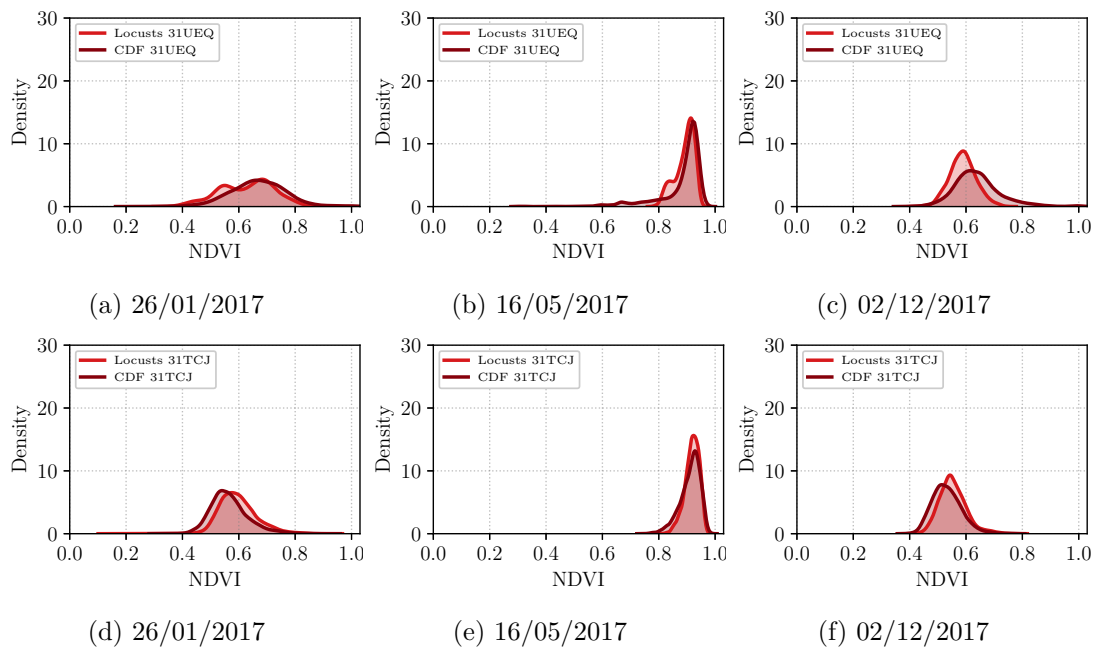 30
20
10
0
Density
Locusts 31UEQ
CDF 31UEQ
0.0 0.2 0.4 0.6 0.8 1.0
NDVI
(a) 26/01/2017
30
20
10
0
Density
Locusts 31UEQ
CDF 31UEQ
0.0 0.2 0.4 0.6 0.8 1.0
NDVI
(b) 16/05/2017
30
20
10
0
Density
Locusts 31UEQ
CDF 31UEQ
0.0 0.2 0.4 0.6 0.8 1.0
NDVI
(c) 02/12/2017
30
20
10
0
Density
Locusts 31TCJ
CDF 31TCJ
0.0 0.2 0.4 0.6 0.8 1.0
NDVI
(d) 26/01/2017
30
20
10
0
Density
Locusts 31TCJ
CDF 31TCJ
0.0 0.2 0.4 0.6 0.8 1.0
NDVI
(e) 16/05/2017
30
20
10
0
Density
Locusts 31TCJ
CDF 31TCJ
0.0 0.2 0.4 0.6 0.8 1.0
NDVI
(f) 02/12/2017